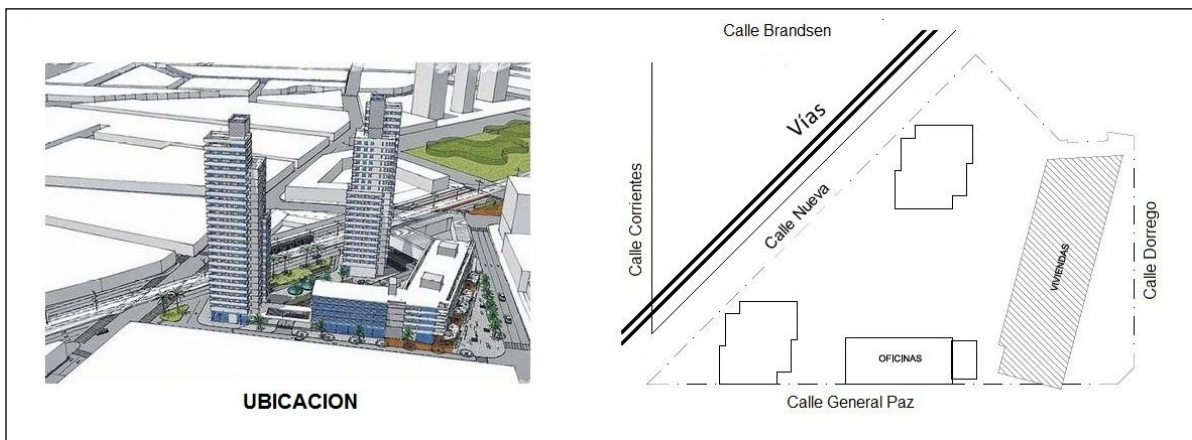 UBICACION
Calle Brandsen
Vías
Calle Corrientes
Calle Nueva
VIVIENDAS
Calle Dorrego
OFICINAS
Calle General Paz